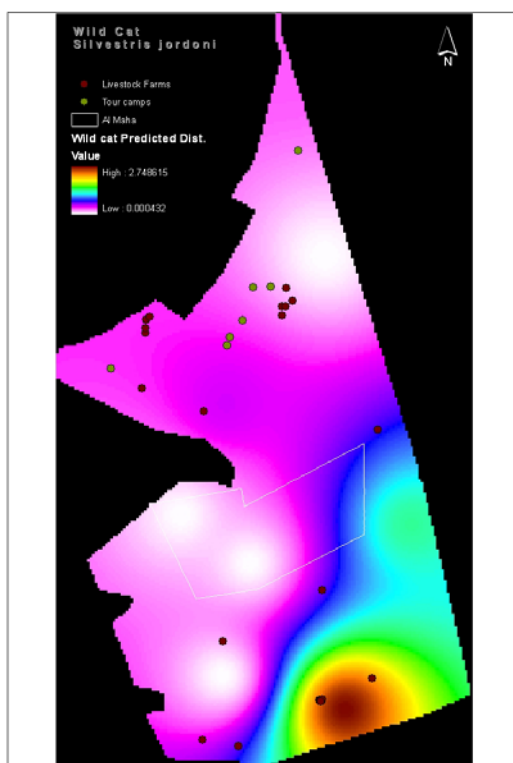 Wild Cat
Silvestris jordoni
N
Livestock Farms
Tour camps
Al Maha
Wild cat Predicted Dist.
Value
High : 2.748615
Low : 0.000432